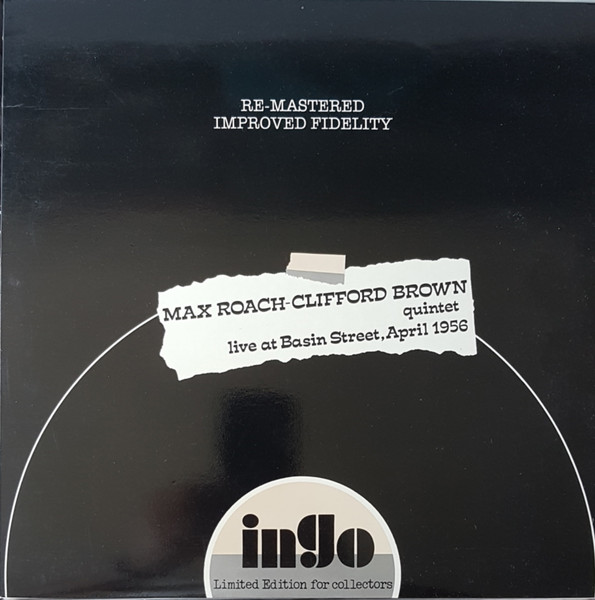 RE-MASTERED
IMPROVED FIDELITY
MAX ROACH-CLIFFORD BROWN
quintet
live at Basin Street, April 1956
ingo
Limited Edition for collectors